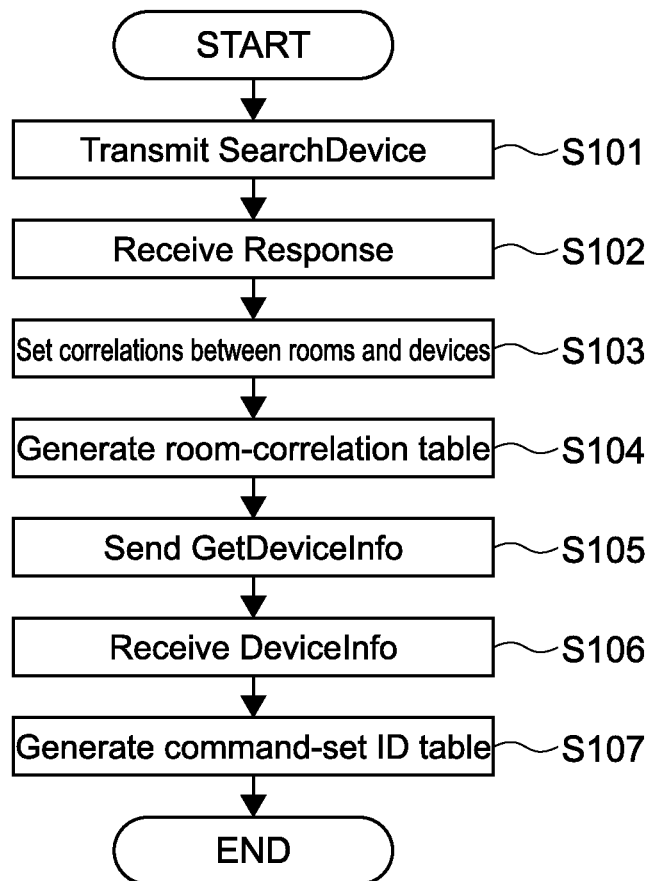 START
Transmit SearchDevice S101
Receive Response S102
Set correlations between rooms and devices S103
Generate room-correlation table S104
Send GetDeviceInfo S105
Receive DeviceInfo S106
Generate command-set ID table S107
END